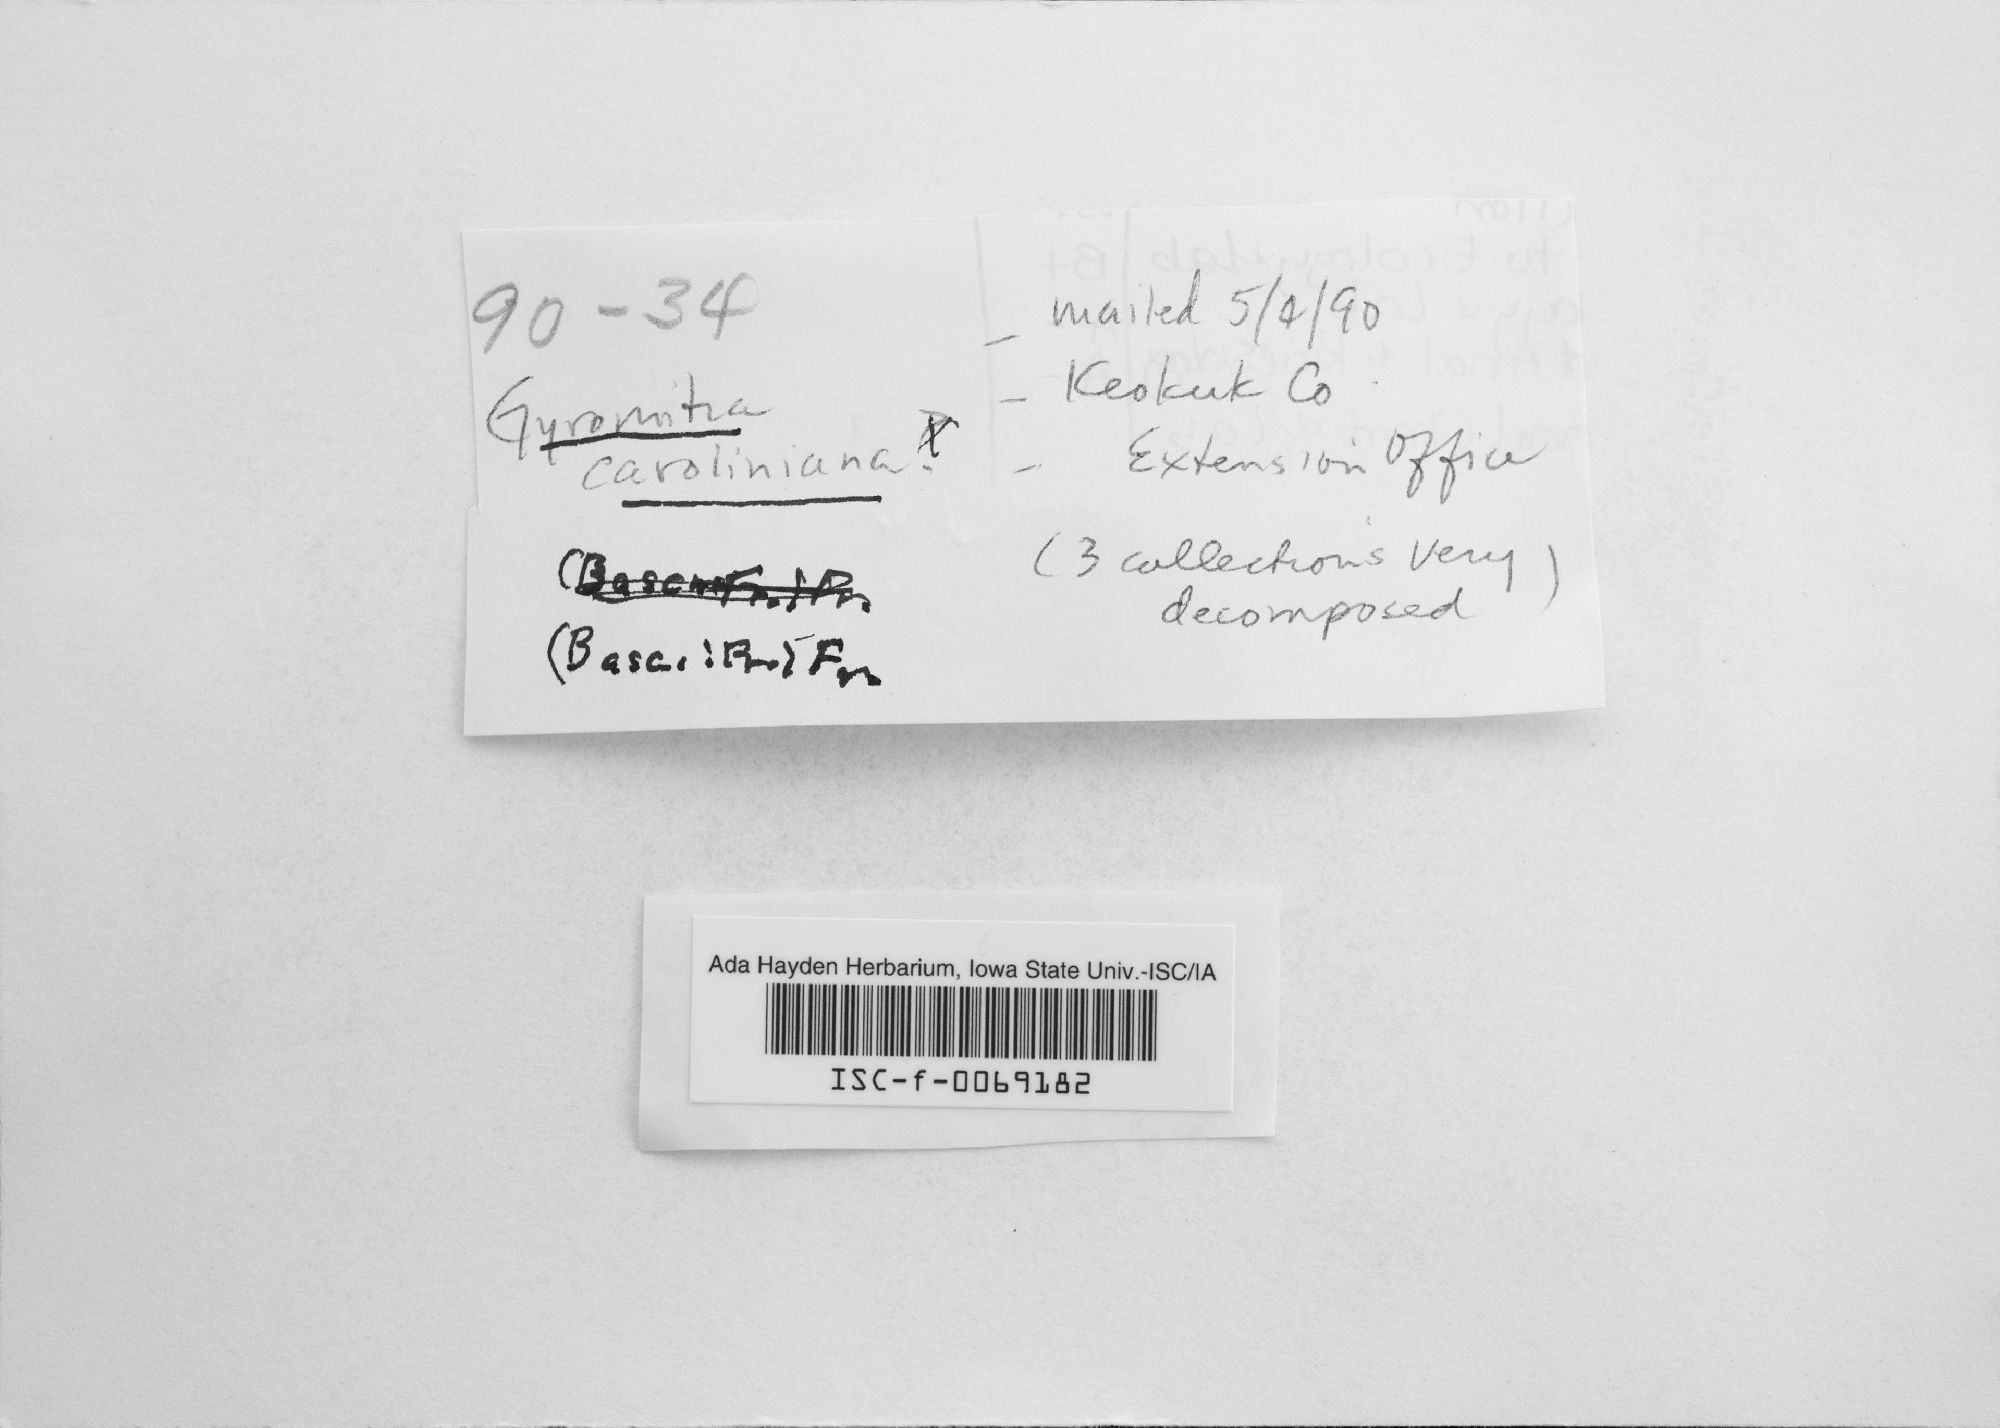 90-34
Gyromitra
caroliniana?
(Bosc: Fr.) Fr.
- mailed 5/4/90
- Keokuk Co.
- Extension Office
(3 collections very
decomposed)
Ada Hayden Herbarium, Iowa State Univ.-ISC/IA
ISC-f-0069182